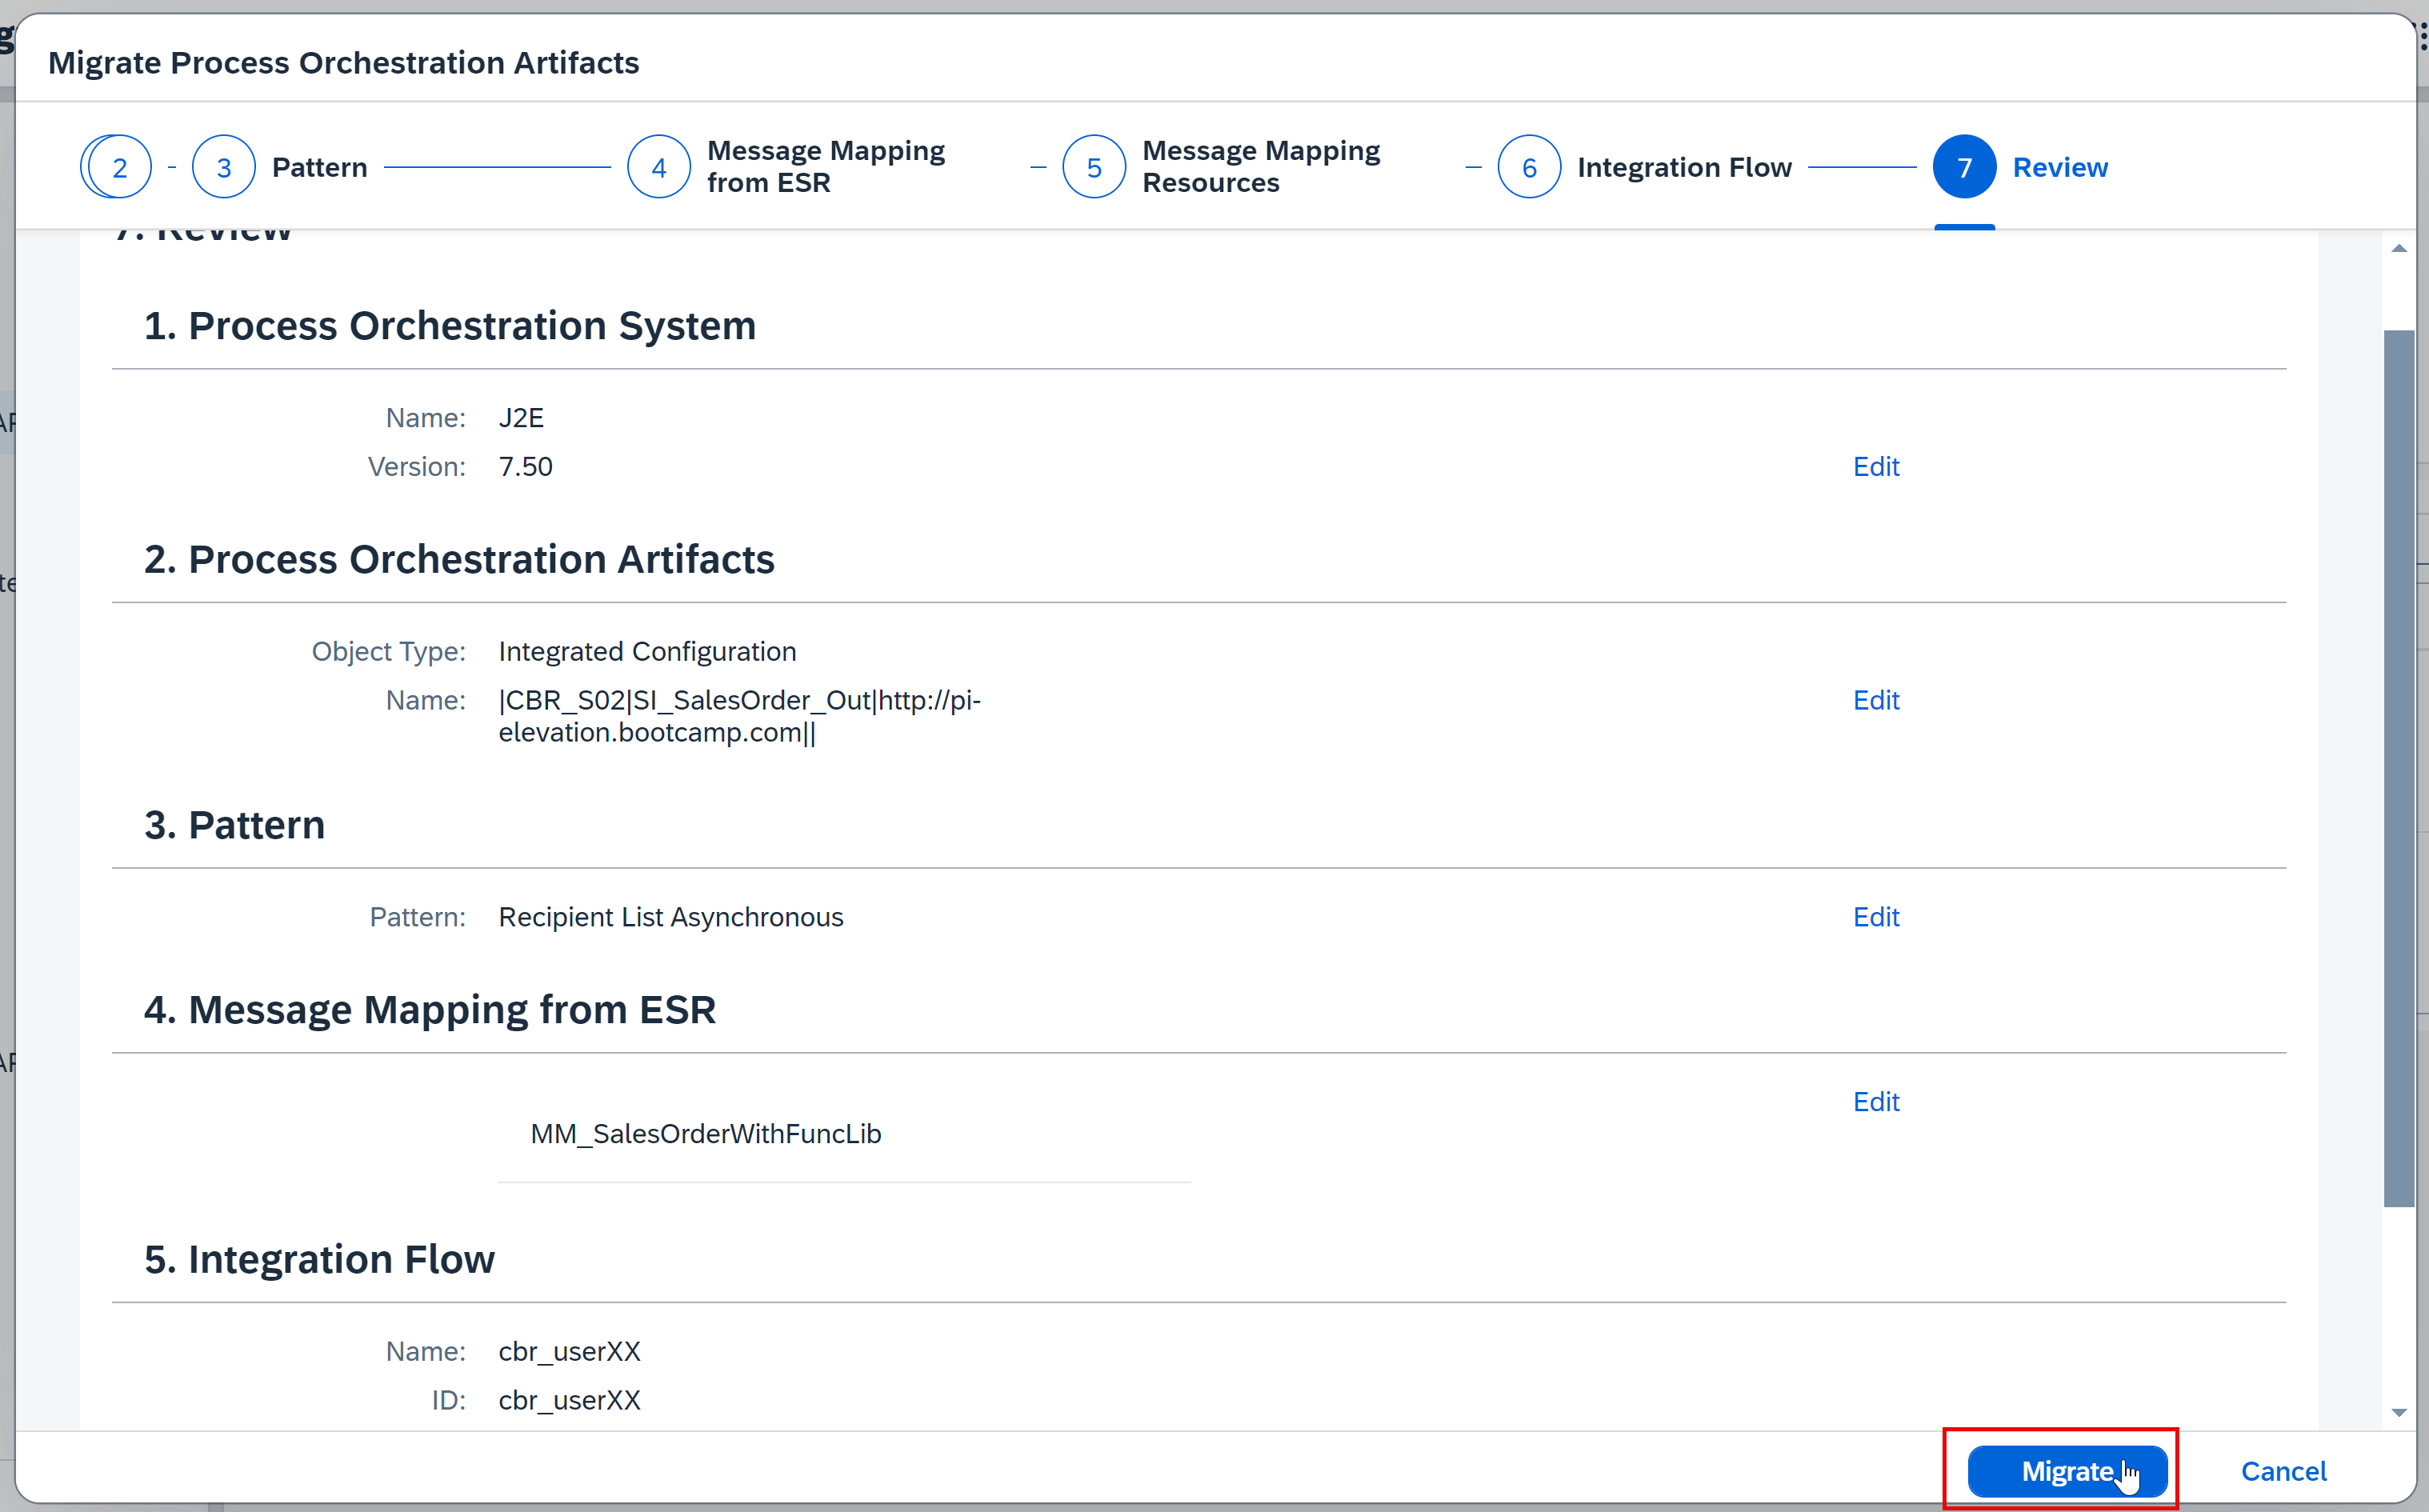 Migrate Process Orchestration Artifacts
2
3
Pattern
4
Message Mapping
from ESR
5
Message Mapping
Resources
6
Integration Flow
7
Review
7. Review
1. Process Orchestration System
Name: J2E
Version: 7.50
Edit
2. Process Orchestration Artifacts
Object Type: Integrated Configuration
Name: |CBR_S02|SI_SalesOrder_Out|http://pi-
elevation.bootcamp.com||
Edit
3. Pattern
Pattern: Recipient List Asynchronous
Edit
4. Message Mapping from ESR
Edit
MM_SalesOrderWithFuncLib
5. Integration Flow
Name: cbr_userXX
ID: cbr_userXX
Migrate
Cancel